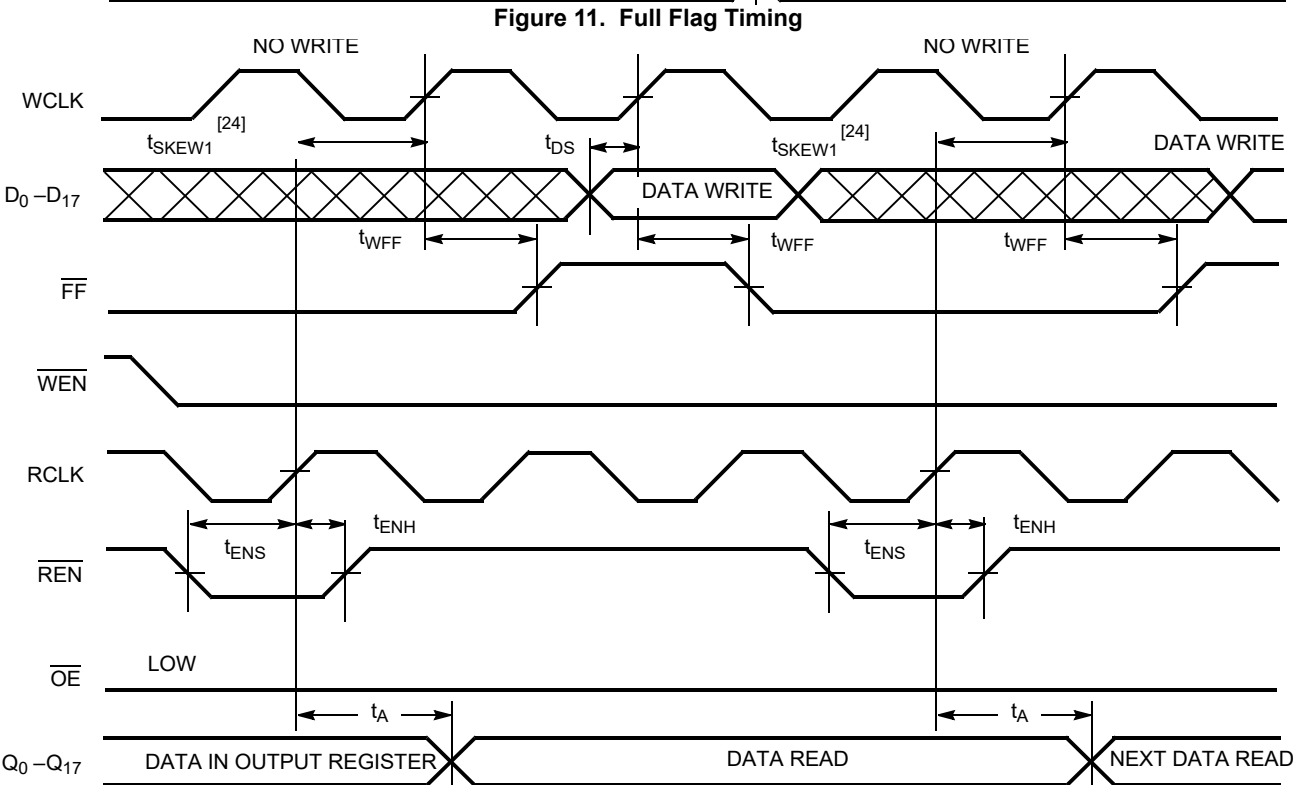 Figure 11. Full Flag Timing
NO WRITE NO WRITE
WCLK
tSKEW1 [24] tDS tSKEW1 [24] DATA WRITE
D0 –D17 DATA WRITE
tWFF tWFF tWFF
FF
WEN
RCLK
tENS tENH tENS tENH
REN
LOW
OE
tA tA
Q0 –Q17 DATA IN OUTPUT REGISTER DATA READ NEXT DATA READ